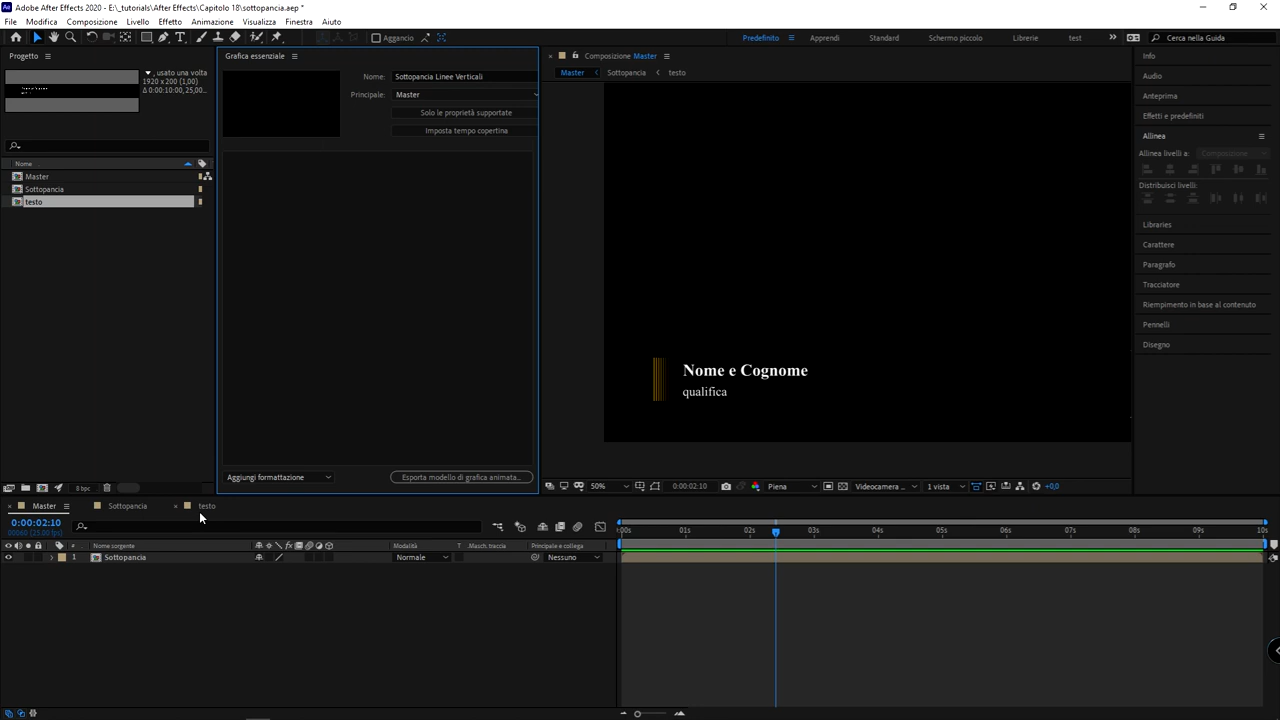 Adobe After Effects 2020 - E:\_tutorials\After Effects\Capitolo 18\sottopancia.aep *
File Modifica Composizione Livello Effetto Animazione Visualizza Finestra Aiuto
Aggancio Predefinito Apprendi Standard Schermo piccolo Librerie test Cerca nella Guida
Progetto
, usato una volta
1920 x 200 (1,00)
Δ 0:00:10:00, 25,00...
Nome
Master
Sottopancia
testo
8 bpc
Grafica essenziale
Nome: Sottopancia Linee Verticali
Principale: Master
Solo le proprietà supportate
Imposta tempo copertina
Aggiungi formattazione
Esporta modello di grafica animata...
Composizione Master
Master Sottopancia testo
Nome e Cognome
qualifica
50% 0:00:02:10 Piena Videocamera ... 1 vista +0,0
Info
Audio
Anteprima
Effetti e predefiniti
Allinea
Allinea livelli a: Composizione
Distribuisci livelli:
Libraries
Carattere
Paragrafo
Tracciatore
Riempimento in base al contenuto
Pennelli
Disegno
Master Sottopancia testo
0:00:02:10
00060 (25.00 fps)
# Nome sorgente Modalità T .Masch. traccia Principale e collega
1 Sottopancia Normale Nessuno
01s 02s 03s 04s 05s 06s 07s 08s 09s 10s